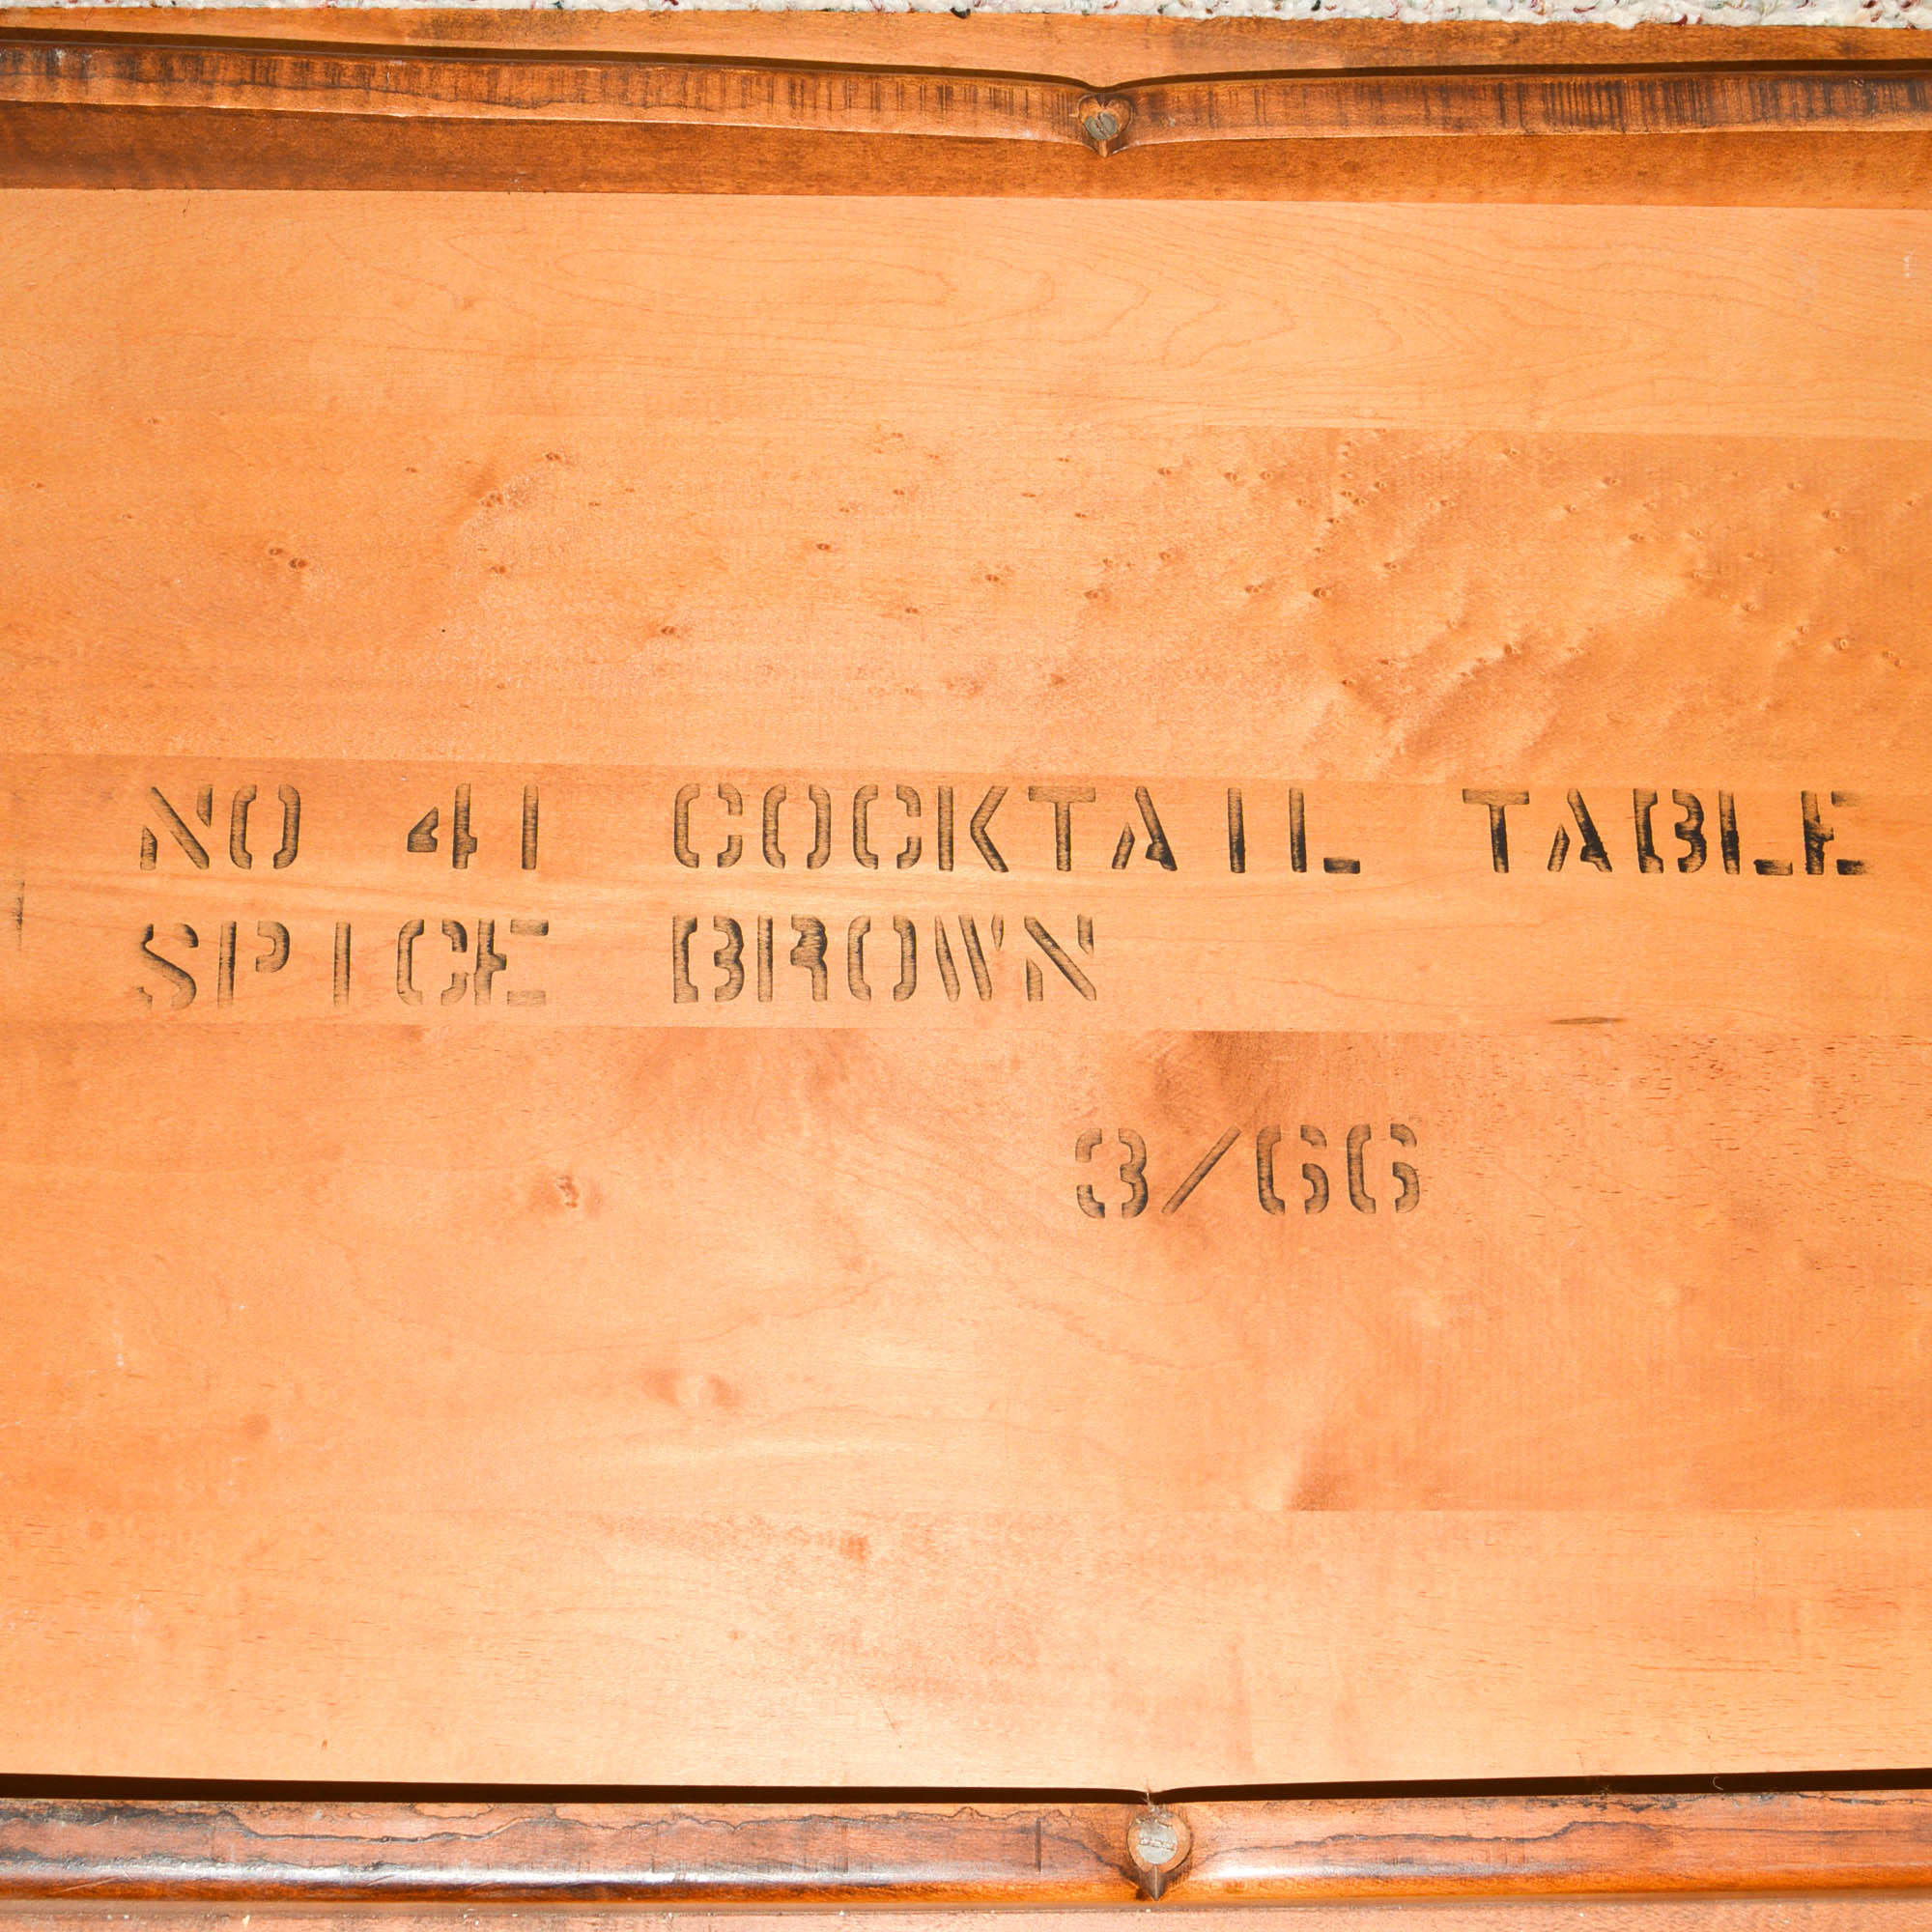 NO 41 COCKTAIL TABLE
SPICE BROWN
3/66